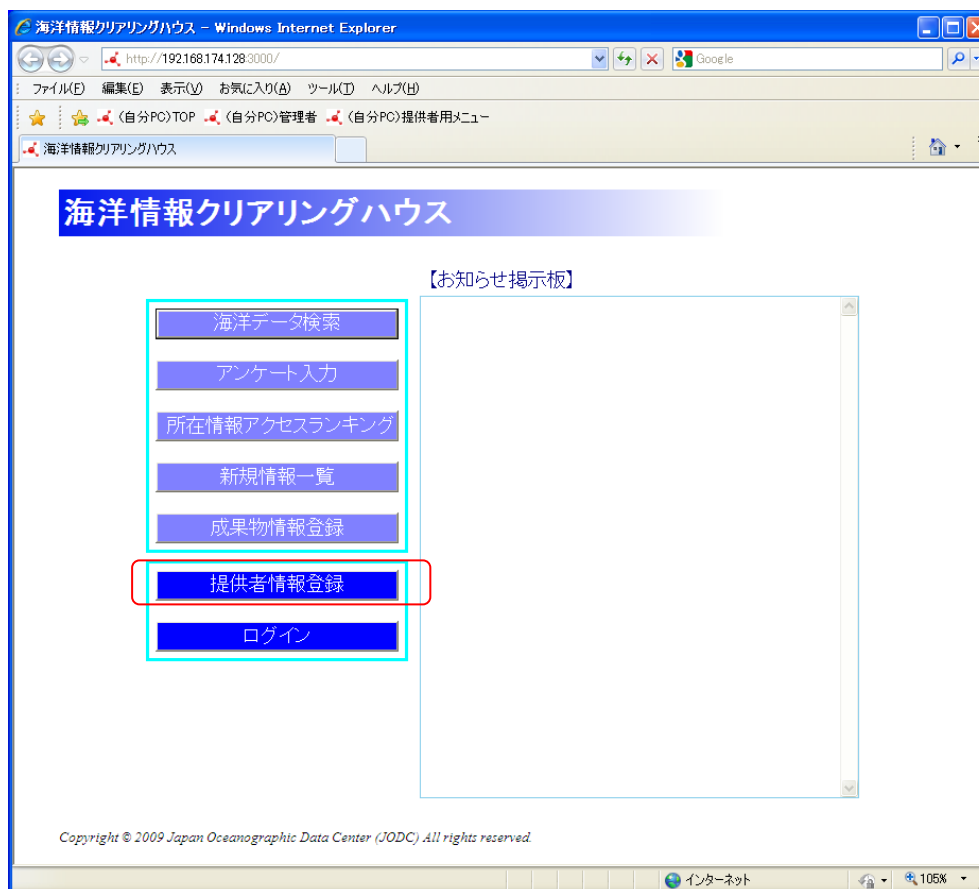 海洋情報クリアリングハウス - Windows Internet Explorer
http://192.168.174.128:3000/
Google
ファイル(F) 編集(E) 表示(V) お気に入り(A) ツール(T) ヘルプ(H)
(自分PC)TOP (自分PC)管理者 (自分PC)提供者用メニュー
海洋情報クリアリングハウス
海洋情報クリアリングハウス
【お知らせ掲示板】
海洋データ検索
アンケート入力
所在情報アクセスランキング
新規情報一覧
成果物情報登録
提供者情報登録
ログイン
Copyright © 2009 Japan Oceanographic Data Center (JODC) All rights reserved.
インターネット
105%